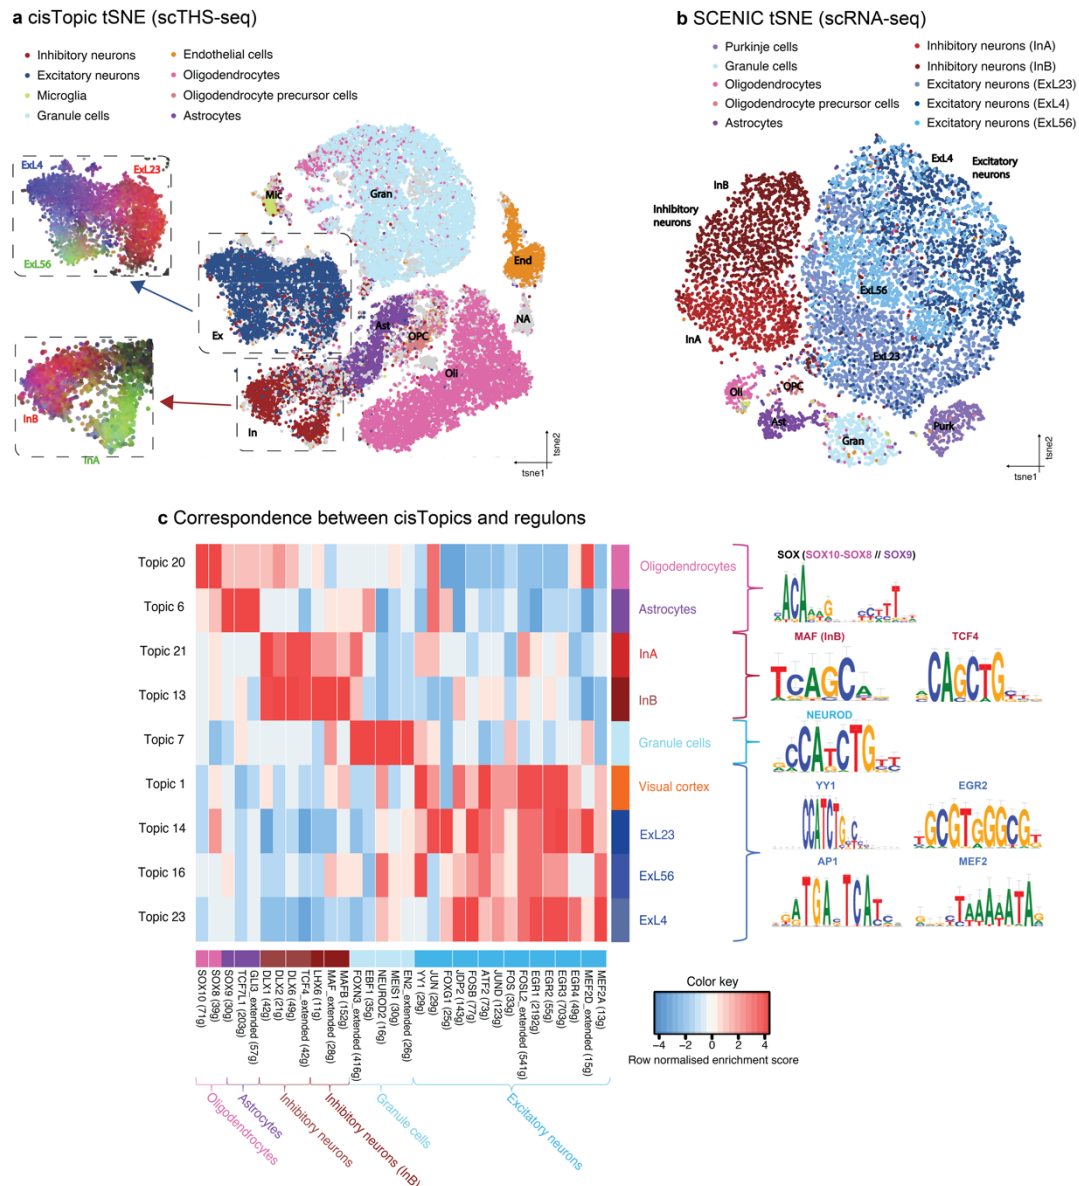 a cisTopic tSNE (scTHS-seq)
Inhibitory neurons
Excitatory neurons
Microglia
Granule cells
Endothelial cells
Oligodendrocytes
Oligodendrocyte precursor cells
Astrocytes
ExL4
ExL23
ExL56
InB
InA
Mic
Gran
End
Ex
Ast
OPC
NA
Oli
In
tsne1
tsne2
b SCENIC tSNE (scRNA-seq)
Purkinje cells
Granule cells
Oligodendrocytes
Oligodendrocyte precursor cells
Astrocytes
Inhibitory neurons (InA)
Inhibitory neurons (InB)
Excitatory neurons (ExL23)
Excitatory neurons (ExL4)
Excitatory neurons (ExL56)
InB
Inhibitory
neurons
InA
ExL4
Excitatory
neurons
ExL56
ExL23
Oli
OPC
Ast
Gran
Purk
tsne1
tsne2
c Correspondence between cisTopics and regulons
Topic 20
Topic 6
Topic 21
Topic 13
Topic 7
Topic 1
Topic 14
Topic 16
Topic 23
Oligodendrocytes
Astrocytes
InA
InB
Granule cells
Visual cortex
ExL23
ExL56
ExL4
SOX (SOX10-SOX8 // SOX9)
MAF (InB)
TCF4
NEUROD
YY1
EGR2
AP1
MEF2
SOX10 (71g)
SOX8 (39g)
SOX9 (30g)
TCF7L1 (203g)
GLI3_extended (57g)
DLX1 (42g)
DLX2 (21g)
DLX6 (49g)
TCF4_extended (42g)
LHX6 (11g)
MAF_extended (28g)
MAFB (152g)
FOXN3_extended (416g)
EBF1 (35g)
NEUROD2 (16g)
MEIS1 (30g)
EN2_extended (26g)
YY1 (29g)
JUN (29g)
FOXG1 (25g)
JDP2 (143g)
FOSB (77g)
ATF2 (73g)
JUND (123g)
FOS (33g)
FOSL2_extended (541g)
EGR1 (2192g)
EGR2 (55g)
EGR3 (703g)
EGR4 (49g)
MEF2D_extended (15g)
MEF2A (13g)
Oligodendrocytes
Astrocytes
Inhibitory neurons
Inhibitory neurons (InB)
Granule cells
Excitatory neurons
Color key
−4 −2 0 2 4
Row normalised enrichment score